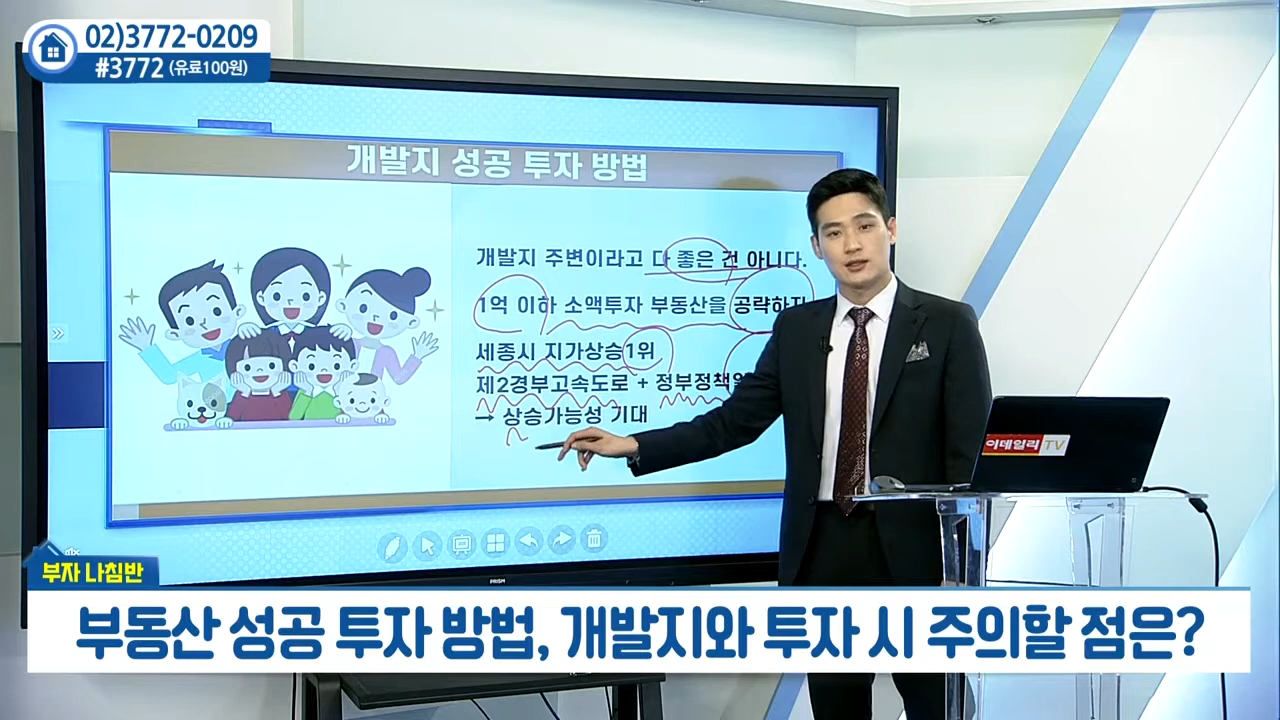 02)3772-0209
#3772 (유료100원)
개발지 성공 투자 방법
개발지 주변이라고 다 좋은 건 아니다.
1억 이하 소액투자 부동산을 공략하자
세종시 지가상승1위
제2경부고속도로 + 정부정책
→ 상승가능성 기대
이데일리 TV
PRISM
부자 나침반
부동산 성공 투자 방법, 개발지와 투자 시 주의할 점은?